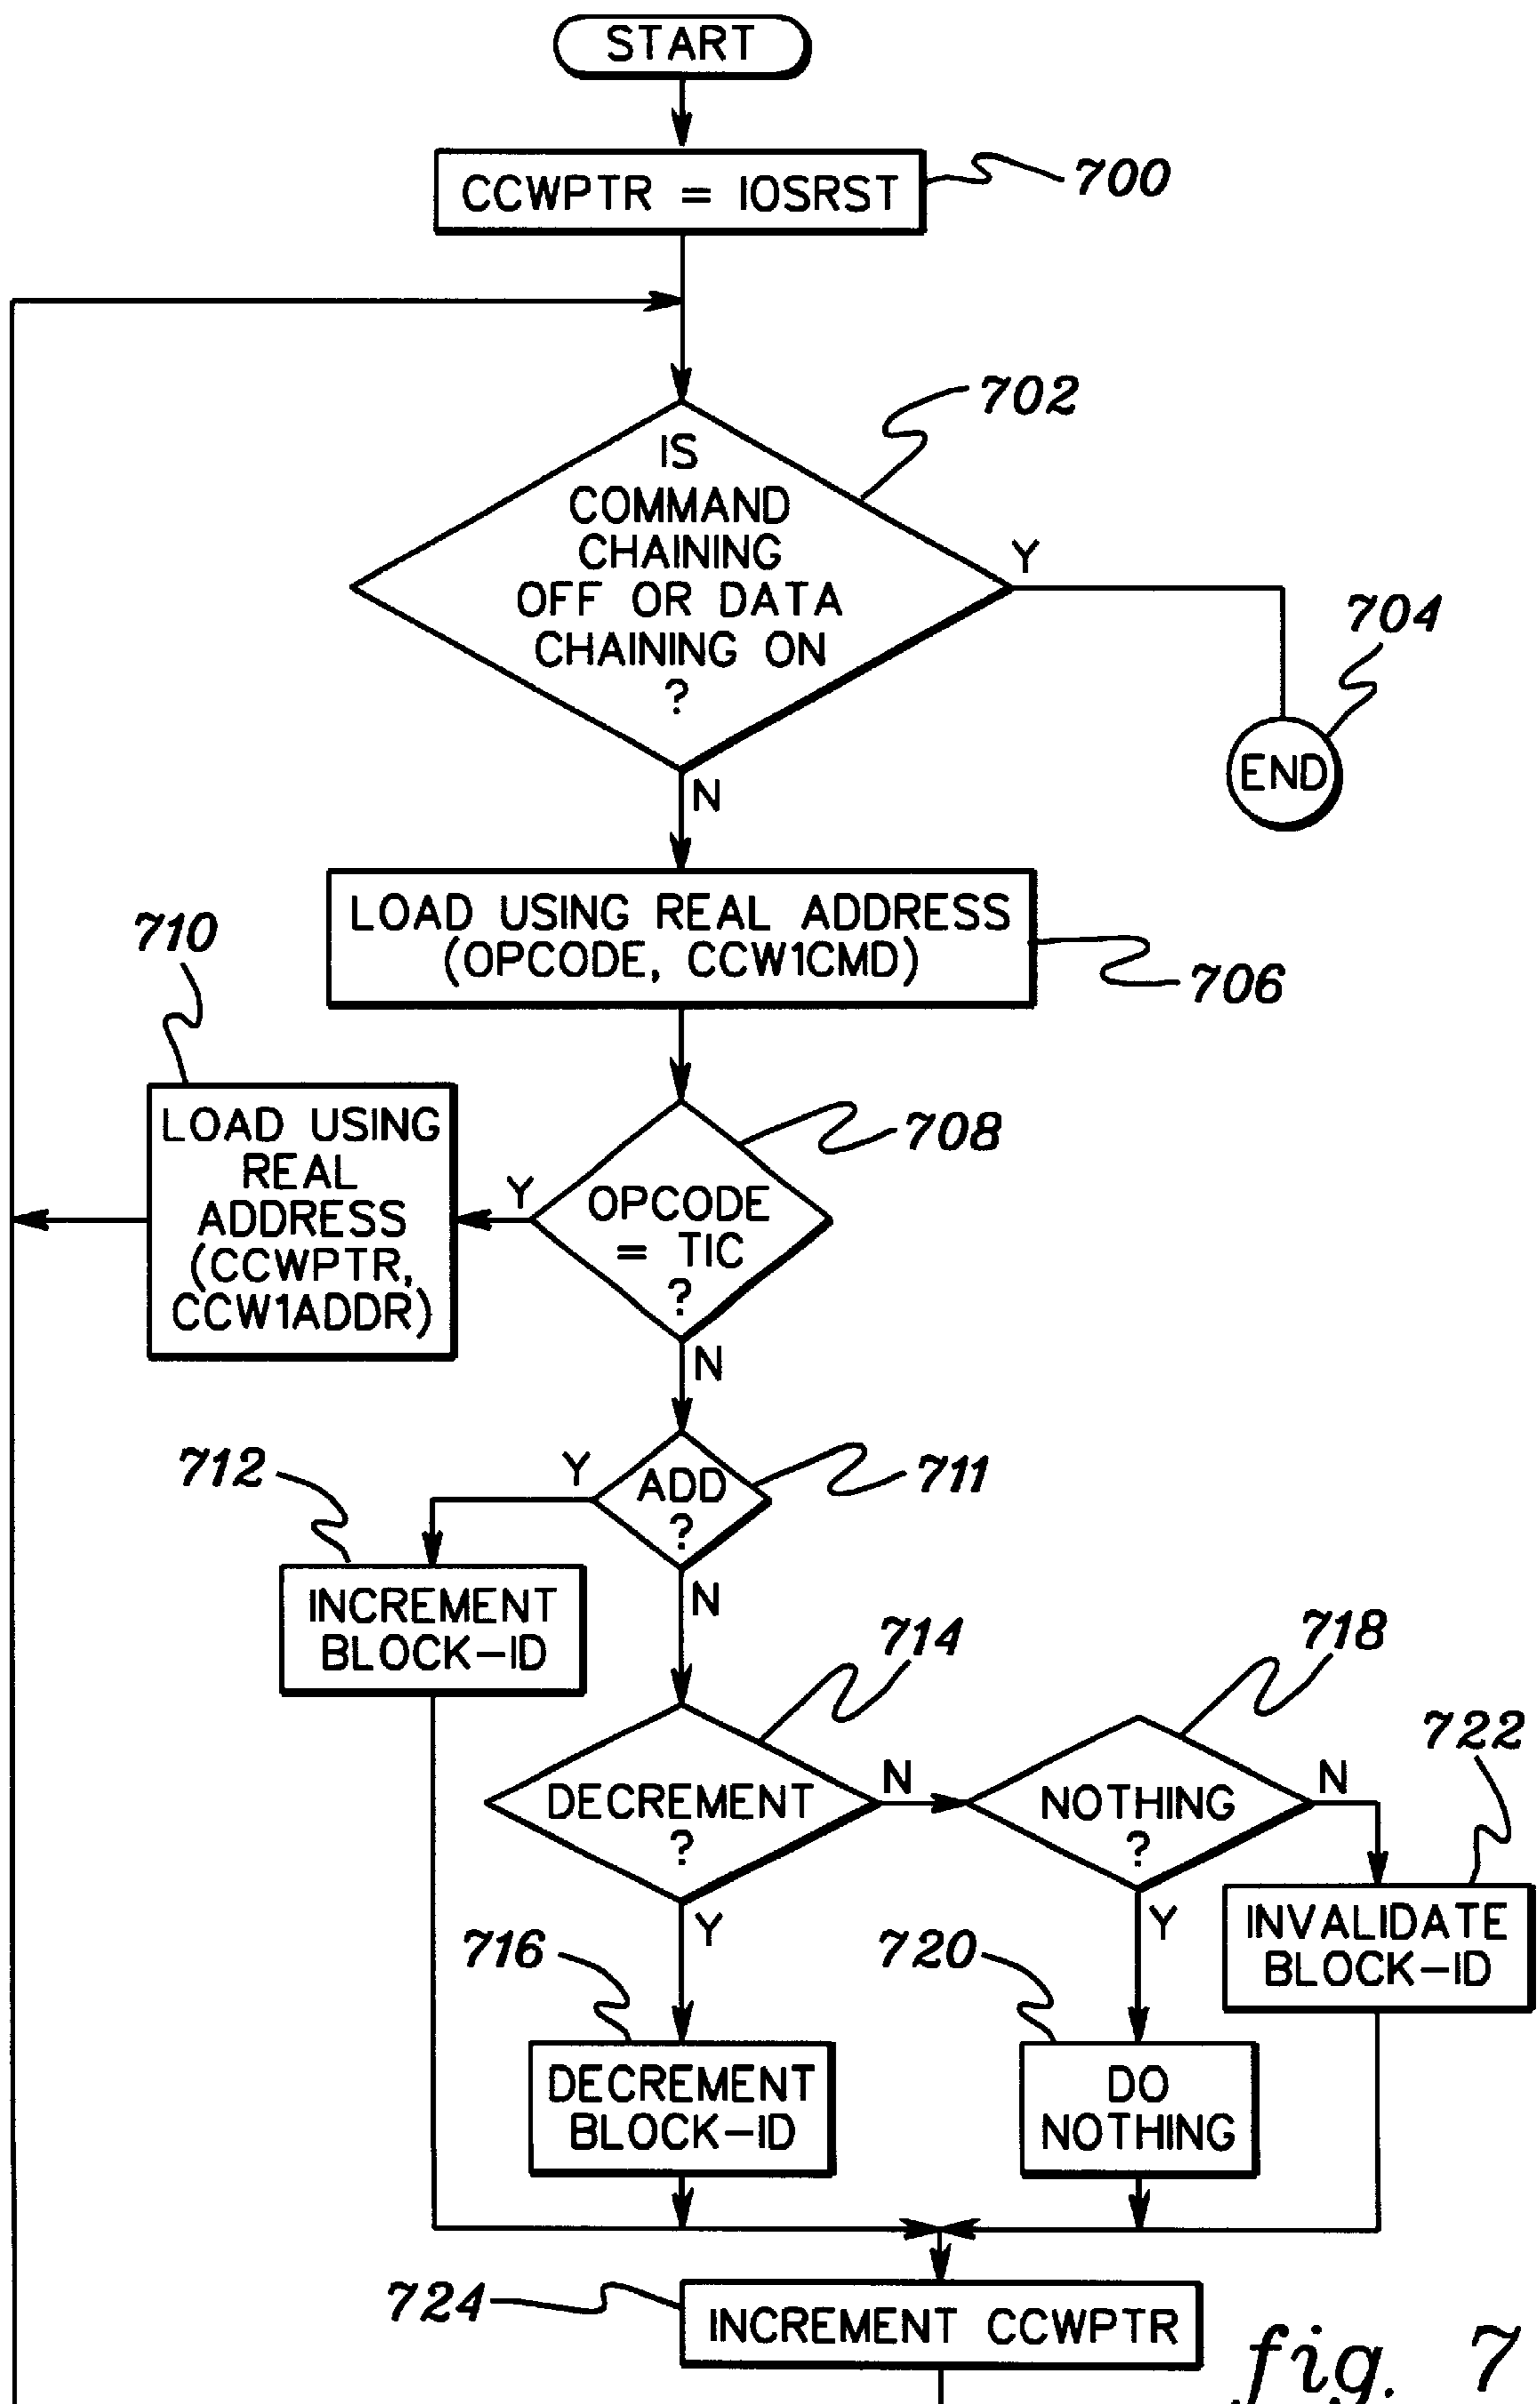 START
CCWPTR = IOSRST
700
702
IS
COMMAND
CHAINING
OFF OR DATA
CHAINING ON
?
Y
704
END
N
LOAD USING REAL ADDRESS
(OPCODE, CCW1CMD)
706
710
LOAD USING
REAL
ADDRESS
(CCWPTR,
CCW1ADDR)
Y
708
OPCODE
= TIC
?
N
712
Y
ADD
?
711
INCREMENT
BLOCK-ID
N
714
718
722
DECREMENT
?
N
NOTHING
?
N
INVALIDATE
BLOCK-ID
716
Y
720
Y
DECREMENT
BLOCK-ID
DO
NOTHING
724
INCREMENT CCWPTR
fig. 7